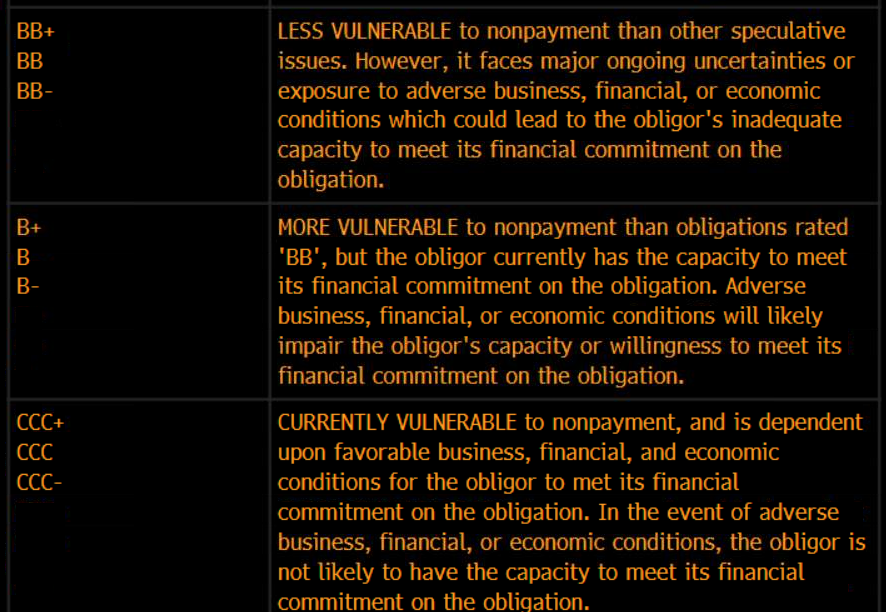 BB+
BB
BB-
LESS VULNERABLE to nonpayment than other speculative
issues. However, it faces major ongoing uncertainties or
exposure to adverse business, financial, or economic
conditions which could lead to the obligor's inadequate
capacity to meet its financial commitment on the
obligation.
B+
B
B-
MORE VULNERABLE to nonpayment than obligations rated
'BB', but the obligor currently has the capacity to meet
its financial commitment on the obligation. Adverse
business, financial, or economic conditions will likely
impair the obligor's capacity or willingness to meet its
financial commitment on the obligation.
CCC+
CCC
CCC-
CURRENTLY VULNERABLE to nonpayment, and is dependent
upon favorable business, financial, and economic
conditions for the obligor to met its financial
commitment on the obligation. In the event of adverse
business, financial, or economic conditions, the obligor is
not likely to have the capacity to meet its financial
commitment on the obligation.